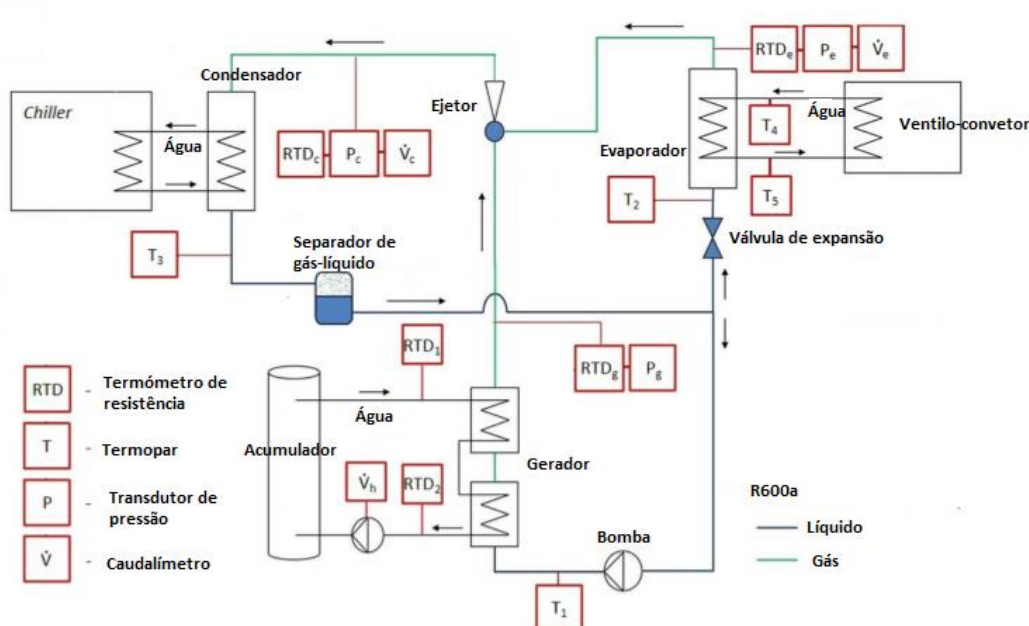 Chiller
Condensador
Água
RTDc
Pc
V̇c
Ejetor
RTDe
Pe
V̇e
Evaporador
T4
Água
T5
Ventilo-convetor
T2
Válvula de expansão
T3
Separador de
gás-líquido
RTD1
RTDg
Pg
Água
Acumulador
Gerador
V̇h
RTD2
Bomba
T1
RTD
- Termómetro de
resistência
T
- Termopar
P
- Transdutor de
pressão
V̇
- Caudalímetro
R600a
Líquido
Gás